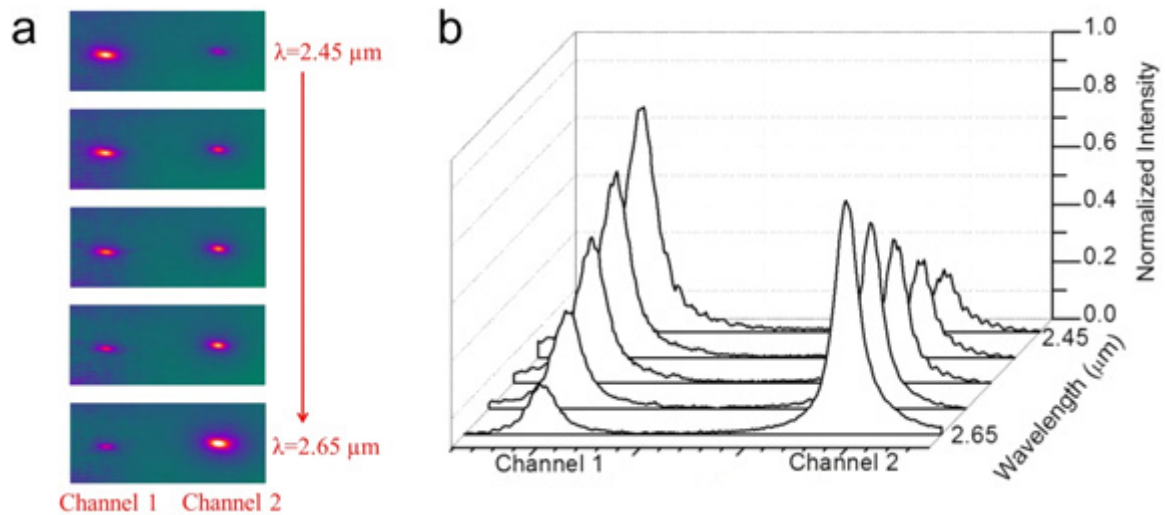 a
λ=2.45 µm
λ=2.65 µm
Channel 1 Channel 2
b
1.0
0.8
0.6
0.4
0.2
0.0
Normalized Intensity
2.45
2.65
Wavelength (µm)
Channel 1
Channel 2